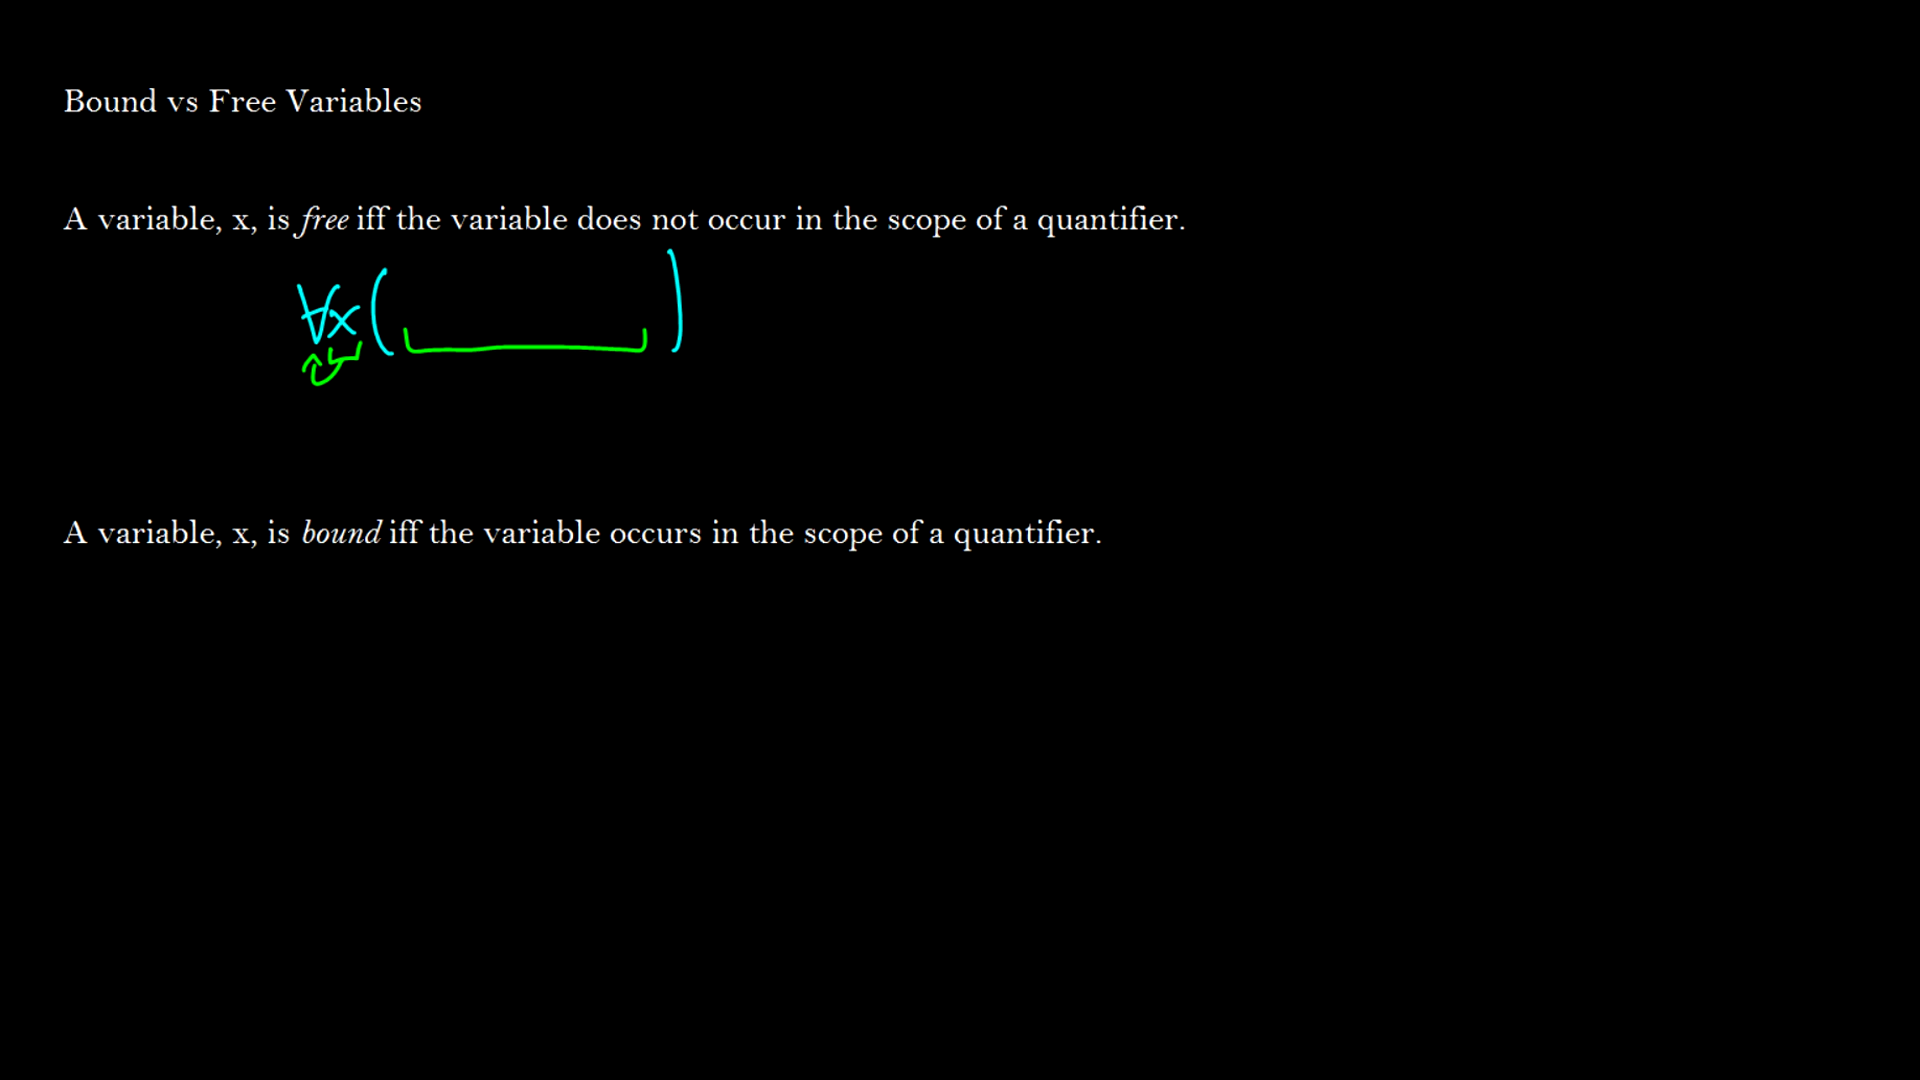 Bound vs Free Variables
A variable, x, is free iff the variable does not occur in the scope of a quantifier.
∀x( )
A variable, x, is bound iff the variable occurs in the scope of a quantifier.